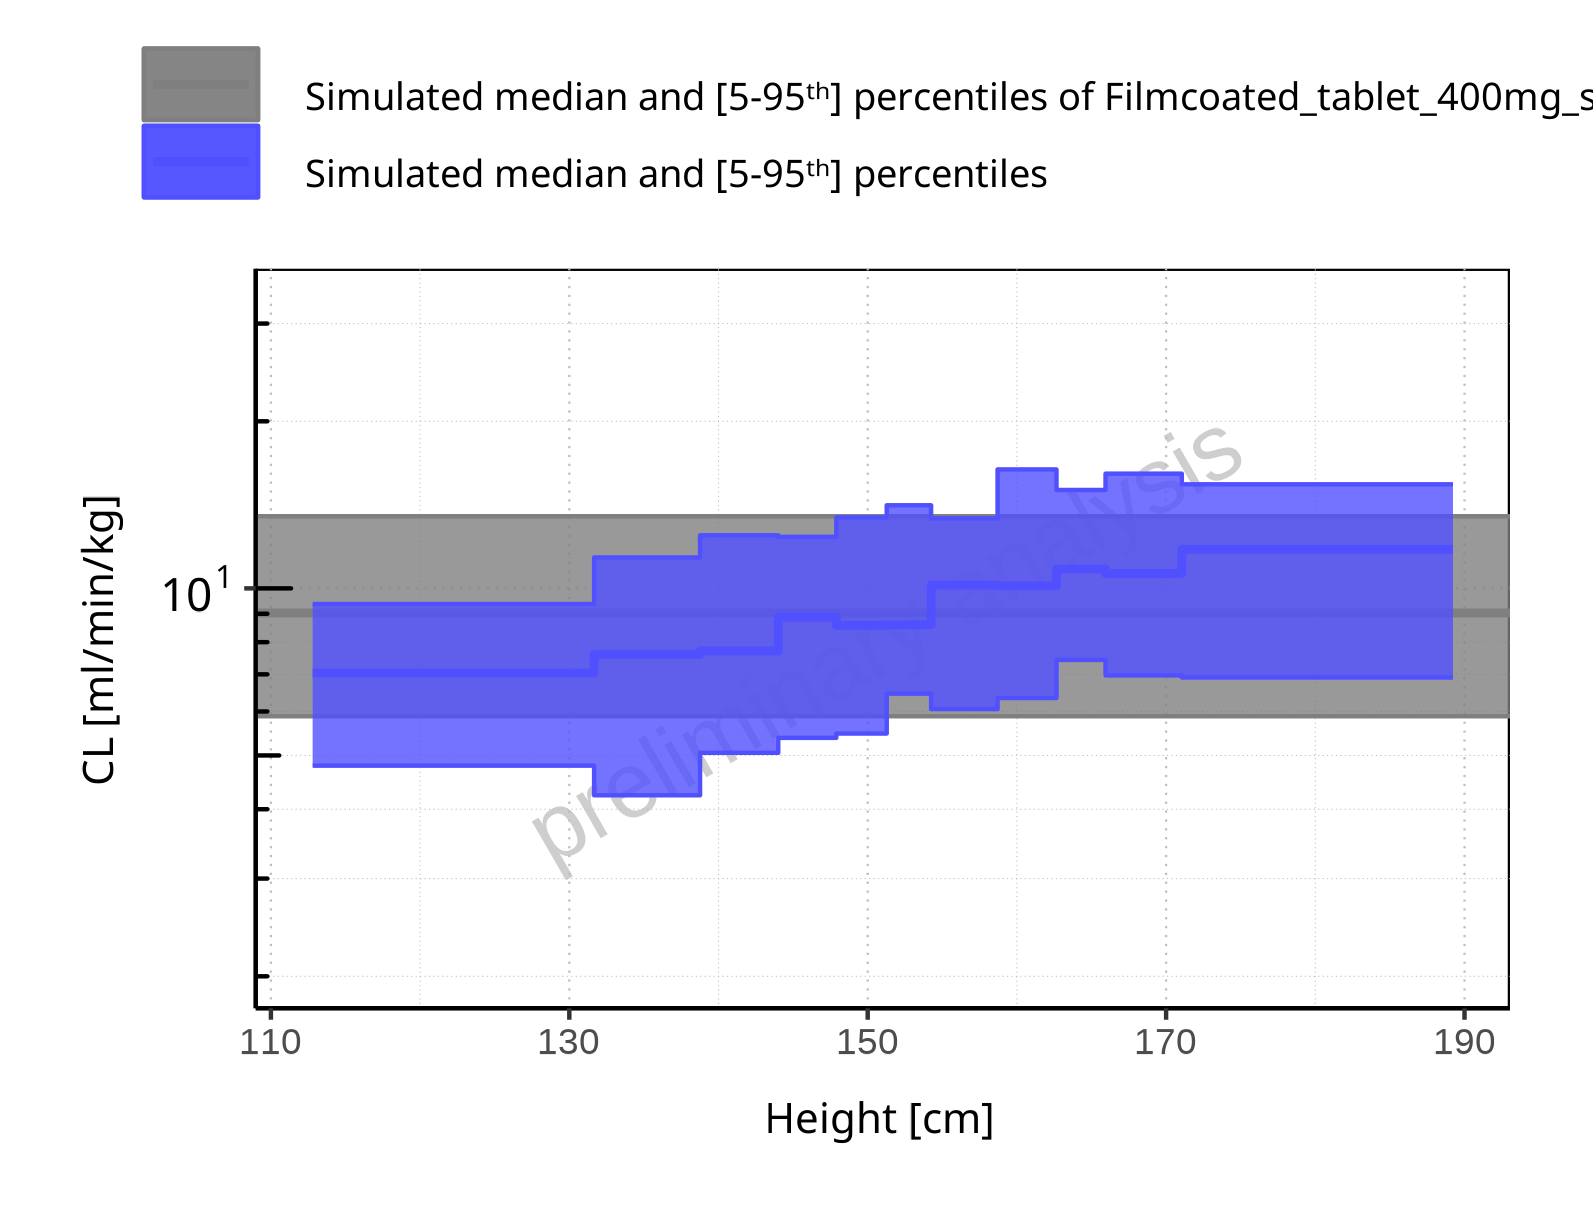 Simulated median and [5-95ᵗʰ] percentiles of Filmcoated_tablet_400mg_s
Simulated median and [5-95ᵗʰ] percentiles
CL [ml/min/kg]
10¹
preliminary analysis
110 130 150 170 190
Height [cm]